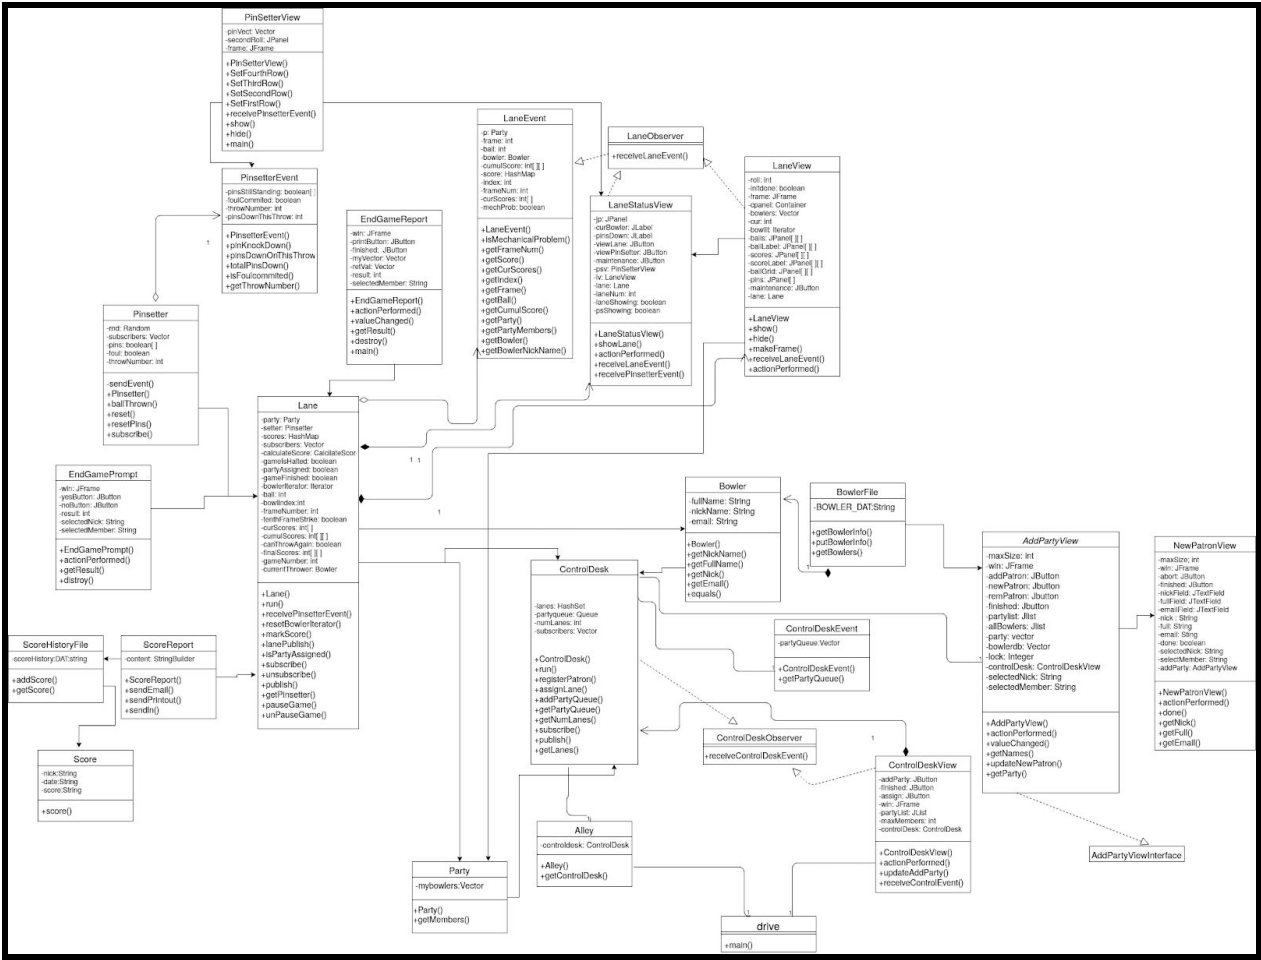 PinSetterView
-pinVect: Vector
-secondRoll: JPanel
-frame: JFrame
+PinSetterView()
+SetFourthRow()
+SetThirdRow()
+SetSecondRow()
+SetFirstRow()
+receivePinsetterEvent()
+show()
+hide()
+main()
PinsetterEvent
-pinsStillStanding: boolean[ ]
-foulCommited: boolean
-throwNumber: int
-pinsDownThisThrow: int
+PinsetterEvent()
+pinKnockDown()
+pinsDownOnThisThrow
+totalPinsDown()
+isFoulcommited()
+getThrowNumber()
1
Pinsetter
-rnd: Random
-subscribers: Vector
-pins: boolean[ ]
-foul: boolean
-throwNumber: int
-sendEvent()
+Pinsetter()
+ballThrown()
+reset()
+resetPins()
+subscribe()
EndGameReport
-win: JFrame
-printButton: JButton
-finished: JButton
-myVector: Vector
-retVal: Vector
-result: int
-selectedMember: String
+EndGameReport()
+actionPerformed()
+valueChanged()
+getResult()
+destroy()
+main()
LaneEvent
-p: Party
-frame: int
-ball: int
-bowler: Bowler
-cumulScore: int[ ][ ]
-score: HashMap
-index: int
-frameNum: int
-curScores: int[ ]
-mechProb: boolean
+LaneEvent()
+isMechanicalProblem()
+getFrameNum()
+getScore()
+getCurScores()
+getIndex()
+getFrame()
+getBall()
+getCumulScore()
+getParty()
+getPartyMembers()
+getBowler()
+getBowlerNickName()
LaneObserver
+receiveLaneEvent()
LaneStatusView
-jp: JPanel
-curBowler: JLabel
-pinsDown: JLabel
-viewLane: JButton
-viewPinSetter: JButton
-maintenance: JButton
-psv: PinSetterView
-lv: LaneView
-lane: Lane
-laneNum: int
-laneShowing: boolean
-psShowing: boolean
+LaneStatusView()
+showLane()
+actionPerformed()
+receiveLaneEvent()
+receivePinsetterEvent()
LaneView
-roll: int
-initdone: boolean
-frame: JFrame
-cpanel: Container
-bowlers: Vector
-cur: int
-bowlIt: Iterator
-balls: JPanel[ ][ ]
-ballLabel: JPanel[ ][ ]
-scores: JPanel[ ][ ]
-scoreLabel: JPanel[ ][ ]
-ballGrid: JPanel[ ][ ]
-pins: JPanel[ ]
-maintenance: JButton
-lane: Lane
+LaneView
+show()
+hide()
+makeFrame()
+receiveLaneEvent()
+actionPerformed()
Lane
-party: Party
-setter: Pinsetter
-scores: HashMap
-subscribers: Vector
-calculateScore: CalclateScor
-gameIsHalted: boolean
-partyAssigned: boolean
-gameFinished: boolean
-bowlerIterator: Iterator
-ball: int
-bowlIndex:int
-frameNumber: int
-tenthFrameStrike: boolean
-curScores: int[ ]
-cumulScores: int[ ][ ]
-canThrowAgain: boolean
-finalScores: int[ ][ ]
-gameNumber: int
-currentThrower: Bowler
+Lane()
+run()
+receivePinsetterEvent()
+resetBowlerIterator()
+markScore()
+lanePublish()
+isPartyAssigned()
+subscribe()
+unsubscribe()
+publish()
+getPinsetter()
+pauseGame()
+unPauseGame()
1 1
1
EndGamePrompt
-win: JFrame
-yesButton: JButton
-noButton: JButton
-result: int
-selectedNick: String
-selectedMember: String
+EndGamePrompt()
+actionPerformed()
+getResult()
+distroy()
Bowler
-fullName: String
-nickName: String
-email: String
+Bowler()
+getNickName()
+getFullName()
+getNick()
+getEmail()
+equals()
BowlerFile
-BOWLER_DAT:String
+getBowlerInfo()
+putBowlerInfo()
+getBowlers()
1
AddPartyView
-maxSize: int
-win: JFrame
-addPatron: JButton
-newPatron: JButton
-remPatron: JButton
-finished: Jbutton
-partylist: Jlist
-allBowlers: Jlist
-party: vector
-bowlerdb: Vector
-lock: Integer
-controlDesk: ControlDeskView
-selectedNick: String
-selectedMember: String
+AddPartyView()
+actionPerformed()
+valueChanged()
+getNames()
+updateNewPatron()
+getParty()
NewPatronView
-maxSize: int
-win: JFrame
-abort: JButton
-finished: JButton
-nickField: JTextField
-fullField: JTextField
-emailField: JTextField
-nick : String
-full: String
-email: String
-done: boolean
-selectedNick: String
-selectMember: String
-addParty: AddPartyView
+NewPatronView()
+actionPerformed()
+done()
+getNick()
+getFull()
+getEmail()
ControlDesk
-lanes: HashSet
-partyqueue: Queue
-numLanes: int
-subscribers: Vector
+ControlDesk()
+run()
+registerPatron()
+assignLane()
+addPartyQueue()
+getPartyQueue()
+getNumLanes()
+subscribe()
+publish()
+getLanes()
ControlDeskEvent
-partyQueue:Vector
+ControlDeskEvent()
+getPartyQueue()
ScoreHistoryFile
-scoreHistory:DAT:string
+addScore()
+getScore()
ScoreReport
-content: StringBuilder
+ScoreReport()
+sendEmail()
+sendPrintout()
+sendln()
Score
-nick:String
-date:String
-score:String
+score()
ControlDeskObserver
+receiveControlDeskEvent()
1
ControlDeskView
-addParty: JButton
-finished: JButton
-assign: JButton
-win: JFrame
-partyList: JList
-maxMembers: int
-controlDesk: ControlDesk
+ControlDeskView()
+actionPerformed()
+updateAddParty()
+receiveControlEvent()
AddPartyViewInterface
1
Alley
-controldesk: ControlDesk
+Alley()
+getControlDesk()
Party
-mybowlers:Vector
+Party()
+getMembers()
1
1
drive
+main()